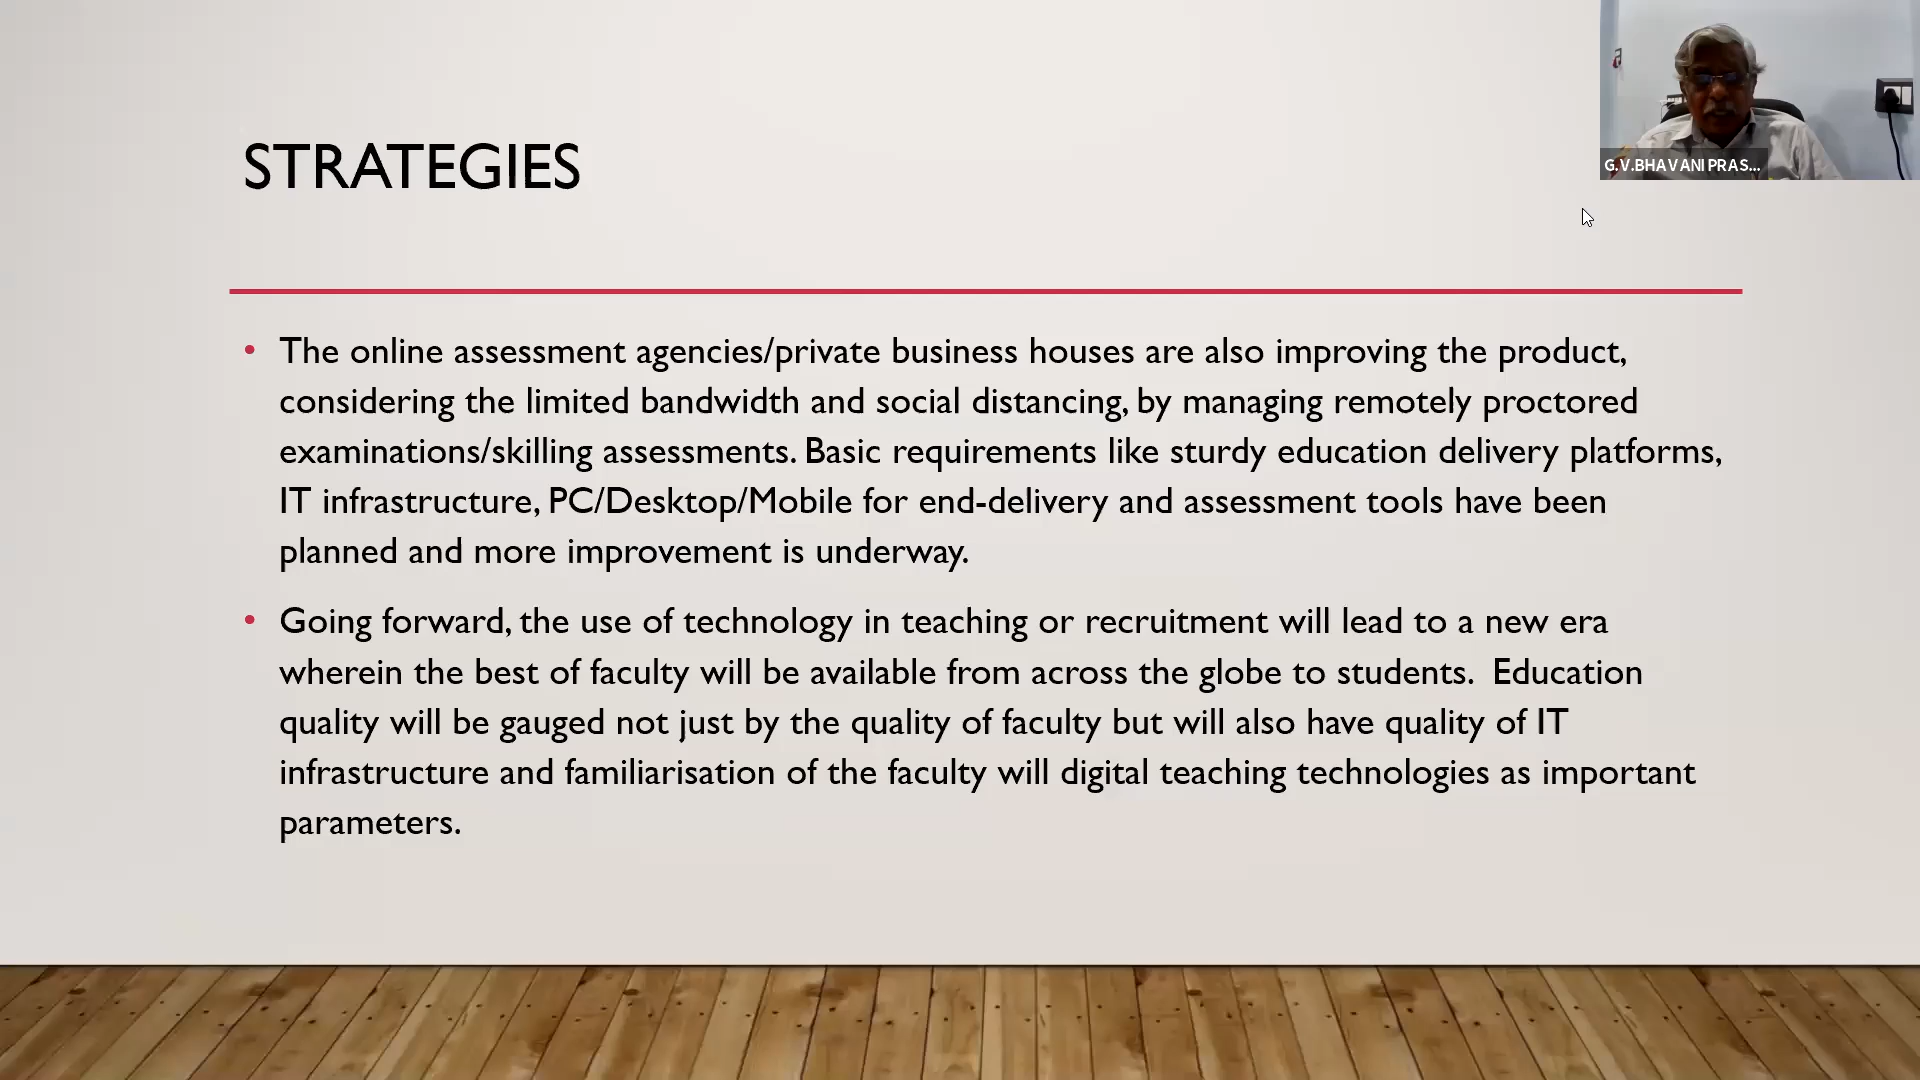 STRATEGIES
G.V.BHAVANI PRAS...
• The online assessment agencies/private business houses are also improving the product,
considering the limited bandwidth and social distancing, by managing remotely proctored
examinations/skilling assessments. Basic requirements like sturdy education delivery platforms,
IT infrastructure, PC/Desktop/Mobile for end-delivery and assessment tools have been
planned and more improvement is underway.
• Going forward, the use of technology in teaching or recruitment will lead to a new era
wherein the best of faculty will be available from across the globe to students.  Education
quality will be gauged not just by the quality of faculty but will also have quality of IT
infrastructure and familiarisation of the faculty will digital teaching technologies as important
parameters.